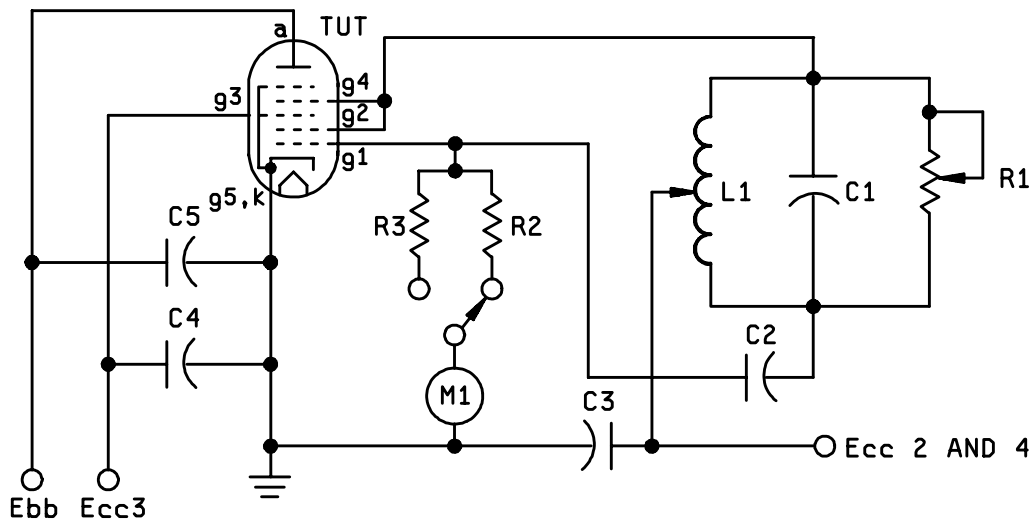 a TUT
g4
g3
g2
g1
g5,k
R3 R2
L1 C1 R1
C5
C4
C2
M1
C3
Ecc 2 AND 4
Ebb Ecc3